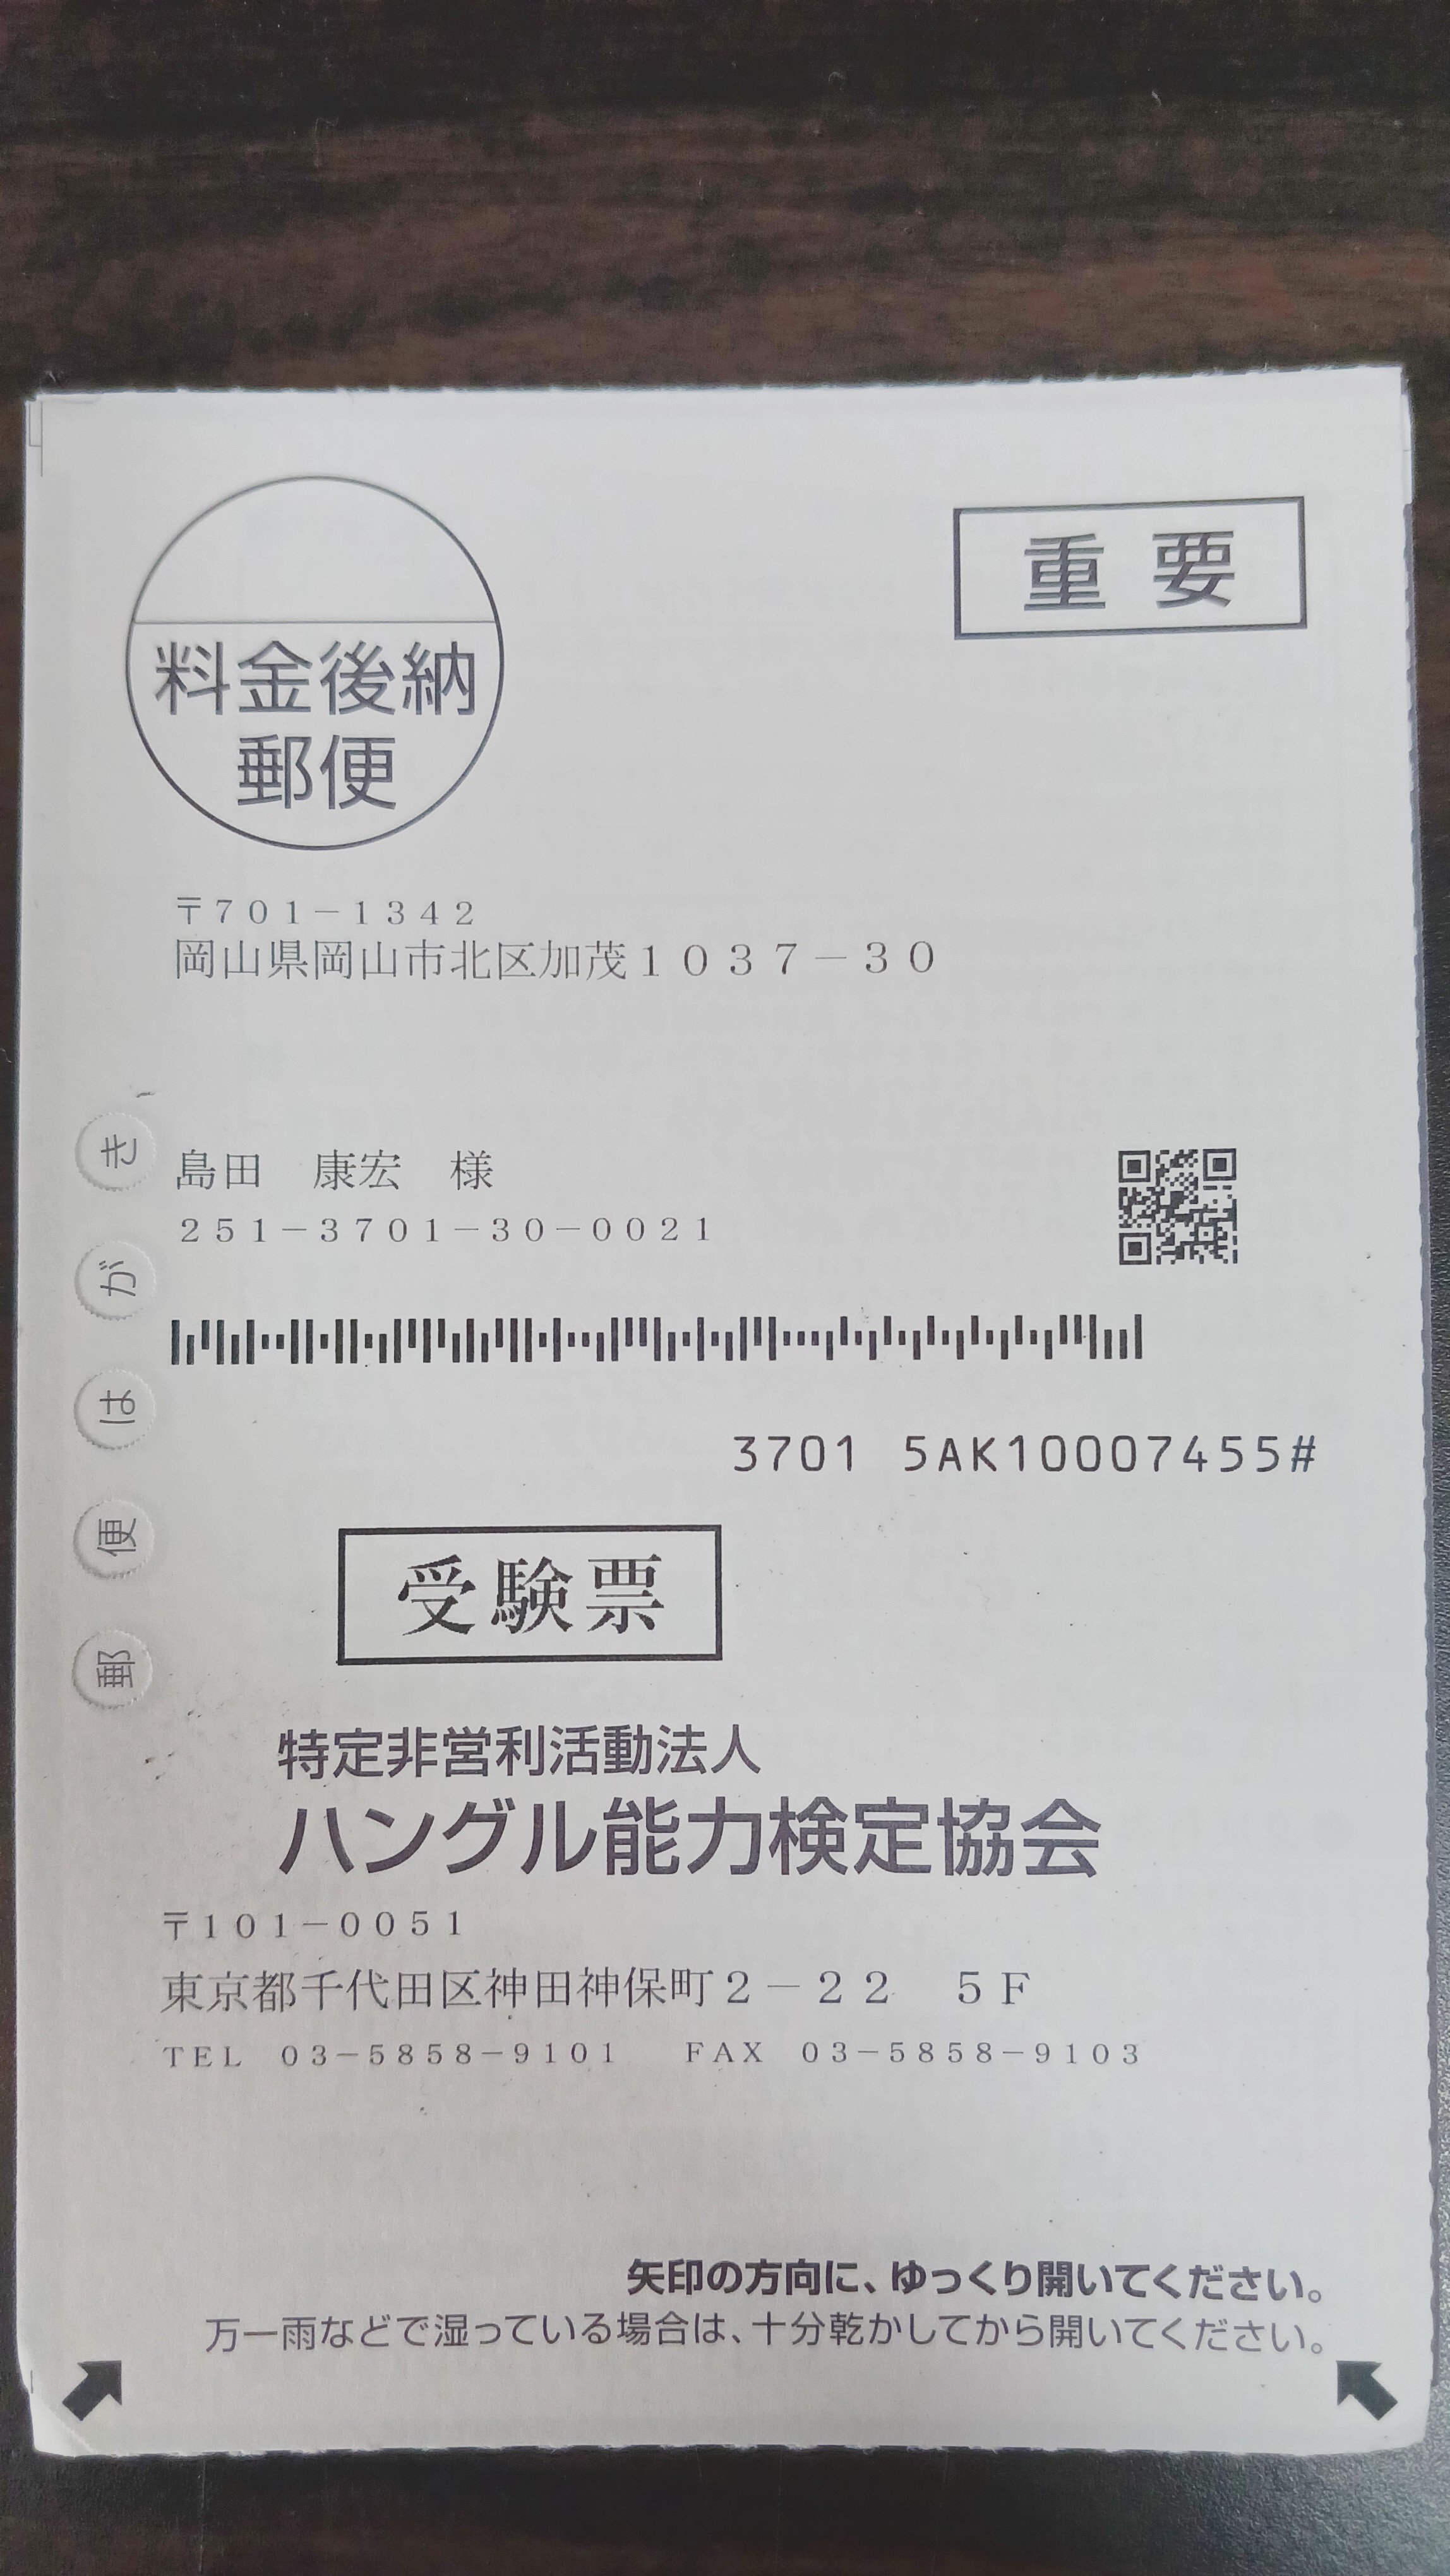 重要
料金後納
郵便
〒701-1342
岡山県岡山市北区加茂1037-30
島田 康宏 様
251-3701-30-0021
3701 5AK10007455#
郵便はがき
受験票
特定非営利活動法人
ハングル能力検定協会
〒101-0051
東京都千代田区神田神保町2-22 5F
TEL 03-5858-9101 FAX 03-5858-9103
矢印の方向に、ゆっくり開いてください。
万一雨などで湿っている場合は、十分乾かしてから開いてください。